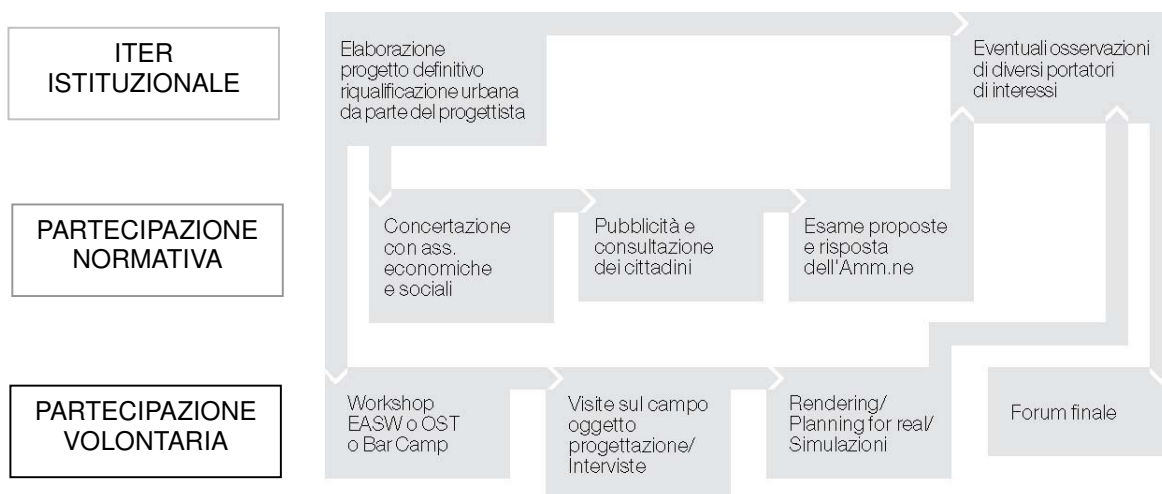 ITER
ISTITUZIONALE
Elaborazione
progetto definitivo
riqualificazione urbana
da parte del progettista
Eventuali osservazioni
di diversi portatori
di interessi
PARTECIPAZIONE
NORMATIVA
Concertazione
con ass.
economiche
e sociali
Pubblicità e
consultazione
dei cittadini
Esame proposte
e risposta
dell'Amm.ne
PARTECIPAZIONE
VOLONTARIA
Workshop
EASW o OST
o Bar Camp
Visite sul campo
oggetto
progettazione/
Interviste
Rendering/
Planning for real/
Simulazioni
Forum finale